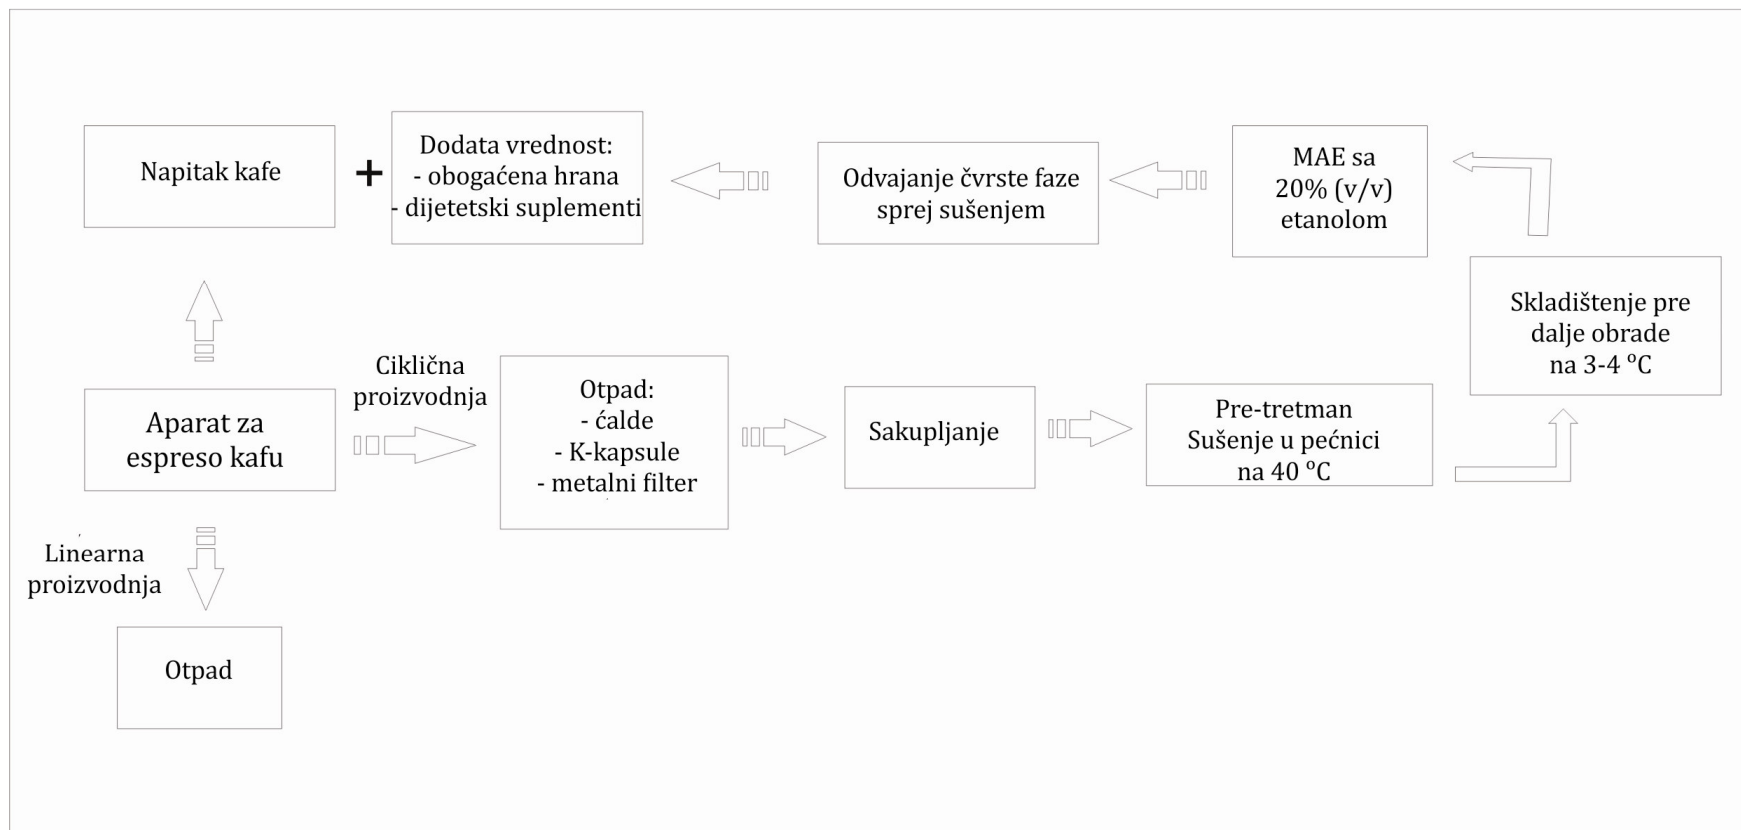 Napitak kafe
+
Dodata vrednost:
- obogaćena hrana
- dijetetski suplementi
Odvajanje čvrste faze
sprej sušenjem
MAE sa
20% (v/v)
etanolom
Skladištenje pre
dalje obrade
na 3-4 °C
Aparat za
espreso kafu
Ciklična
proizvodnja
Otpad:
- ćalde
- K-kapsule
- metalni filter
Sakupljanje
Pre-tretman
Sušenje u pećnici
na 40 °C
Linearna
proizvodnja
Otpad